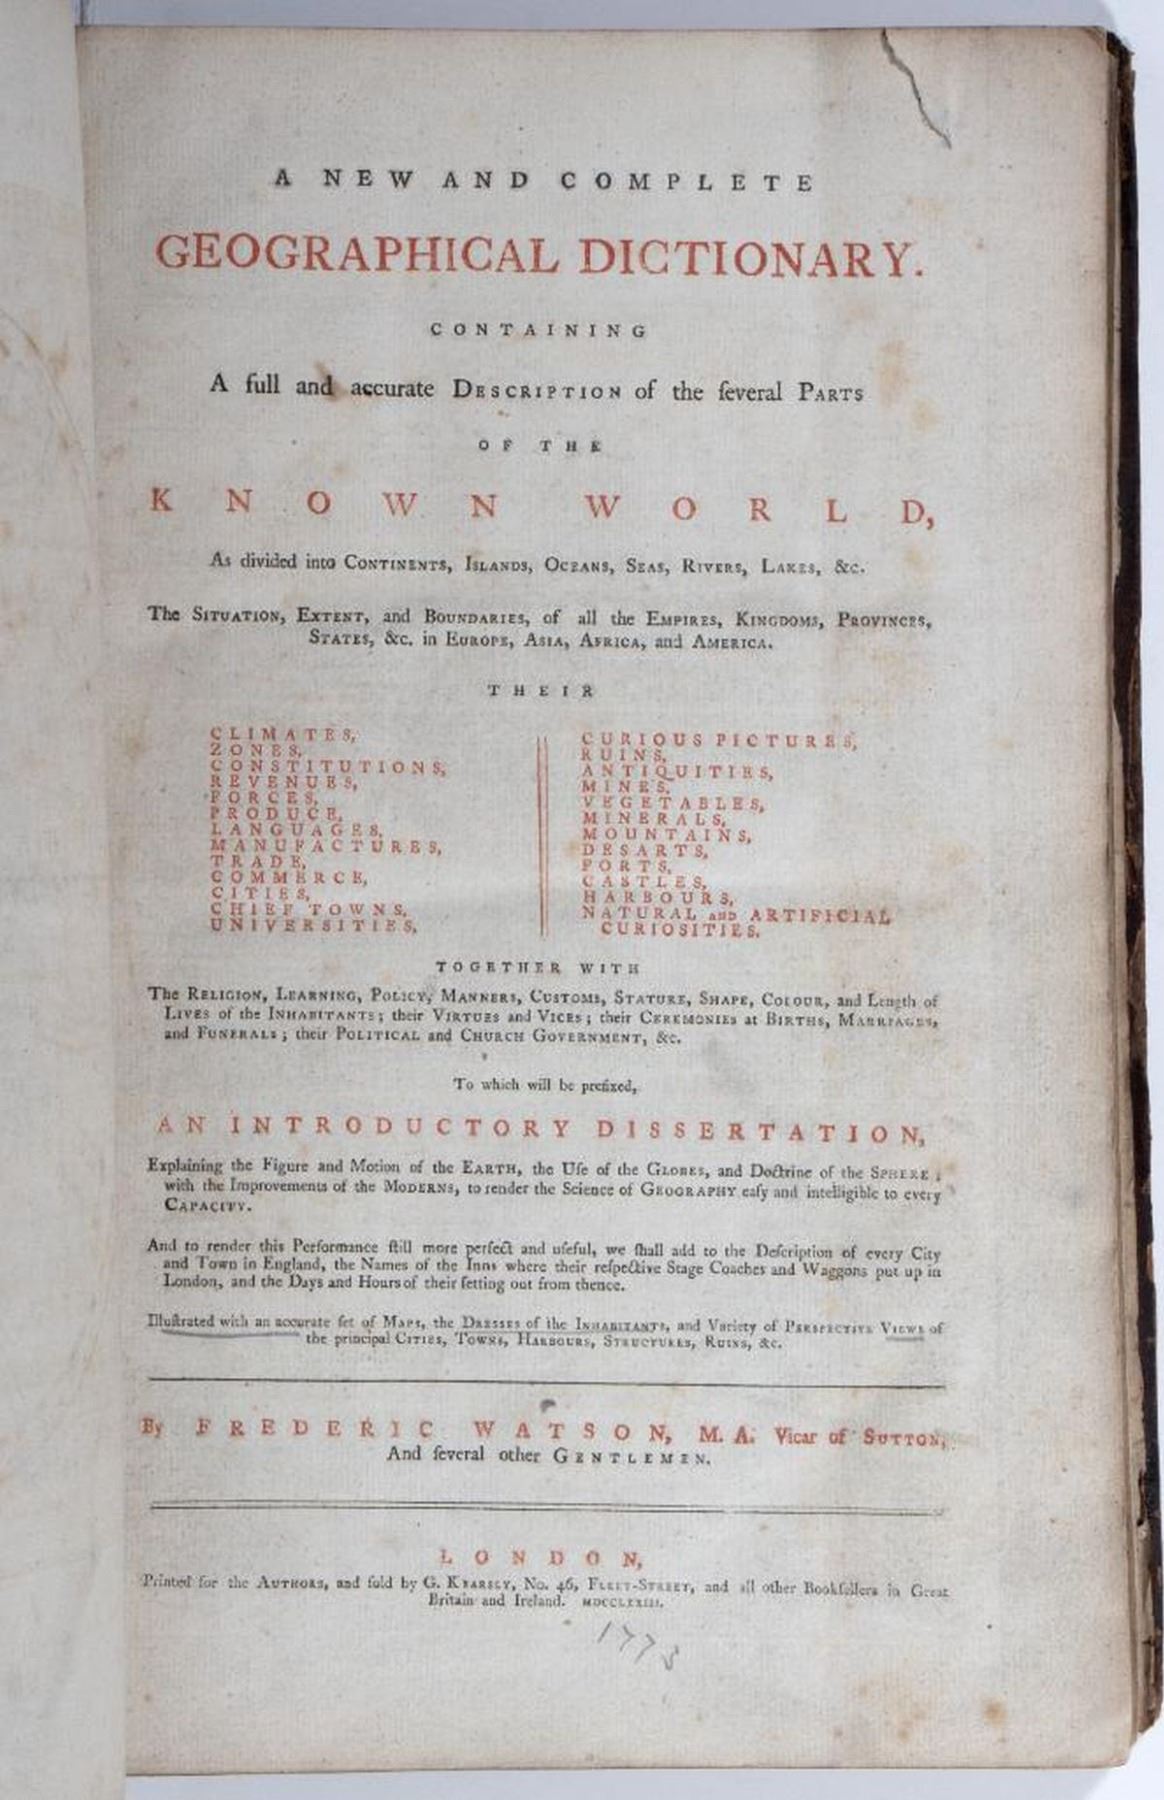 A NEW AND COMPLETE
GEOGRAPHICAL DICTIONARY.
CONTAINING
A full and accurate DESCRIPTION of the ſeveral PARTS
OF THE
KNOWN WORLD,
As divided into CONTINENTS, ISLANDS, OCEANS, SEAS, RIVERS, LAKES, &c.
The SITUATION, EXTENT, and BOUNDARIES, of all the EMPIRES, KINGDOMS, PROVINCES,
STATES, &c. in EUROPE, ASIA, AFRICA, and AMERICA.
THEIR
CLIMATES,
ZONES,
CONSTITUTIONS,
REVENUES,
FORCES,
PRODUCE,
LANGUAGES,
MANUFACTURES,
TRADE,
COMMERCE,
CITIES,
CHIEF TOWNS,
UNIVERSITIES,
CURIOUS PICTURES,
RUINS,
ANTIQUITIES,
MINES,
VEGETABLES,
MINERALS,
MOUNTAINS,
DESARTS,
PORTS,
CASTLES,
HARBOURS,
NATURAL AND ARTIFICIAL
CURIOSITIES.
TOGETHER WITH
The RELIGION, LEARNING, POLICY, MANNERS, CUSTOMS, STATURE, SHAPE, COLOUR, and Length of
LIVES of the INHABITANTS; their VIRTUES and VICES; their CEREMONIES at BIRTHS, MARRIAGES,
and FUNERALS; their POLITICAL and CHURCH GOVERNMENT, &c.
To which will be prefixed,
AN INTRODUCTORY DISSERTATION,
Explaining the Figure and Motion of the EARTH, the Uſe of the GLOBES, and Doctrine of the SPHERE;
with the Improvements of the MODERNS, to render the Science of GEOGRAPHY eaſy and intelligible to every
CAPACITY.
And to render this Performance ſtill more perfect and uſeful, we ſhall add to the Deſcription of every City
and Town in England, the Names of the Inns where their reſpective Stage Coaches and Waggons put up in
London, and the Days and Hours of their ſetting out from thence.
Illuſtrated with an accurate ſet of MAPS, the DRESSES of the INHABITANTS, and Variety of PERSPECTIVE VIEWS of
the principal CITIES, TOWNS, HARBOURS, STRUCTURES, RUINS, &c.
By FREDERIC WATSON, M. A. Vicar of SUTTON,
And ſeveral other GENTLEMEN.
LONDON,
Printed for the AUTHORS, and ſold by G. KEARSLY, No. 46, FLEET-STREET, and all other Bookſellers in Great
Britain and Ireland. MDCCLXXIII.
1773